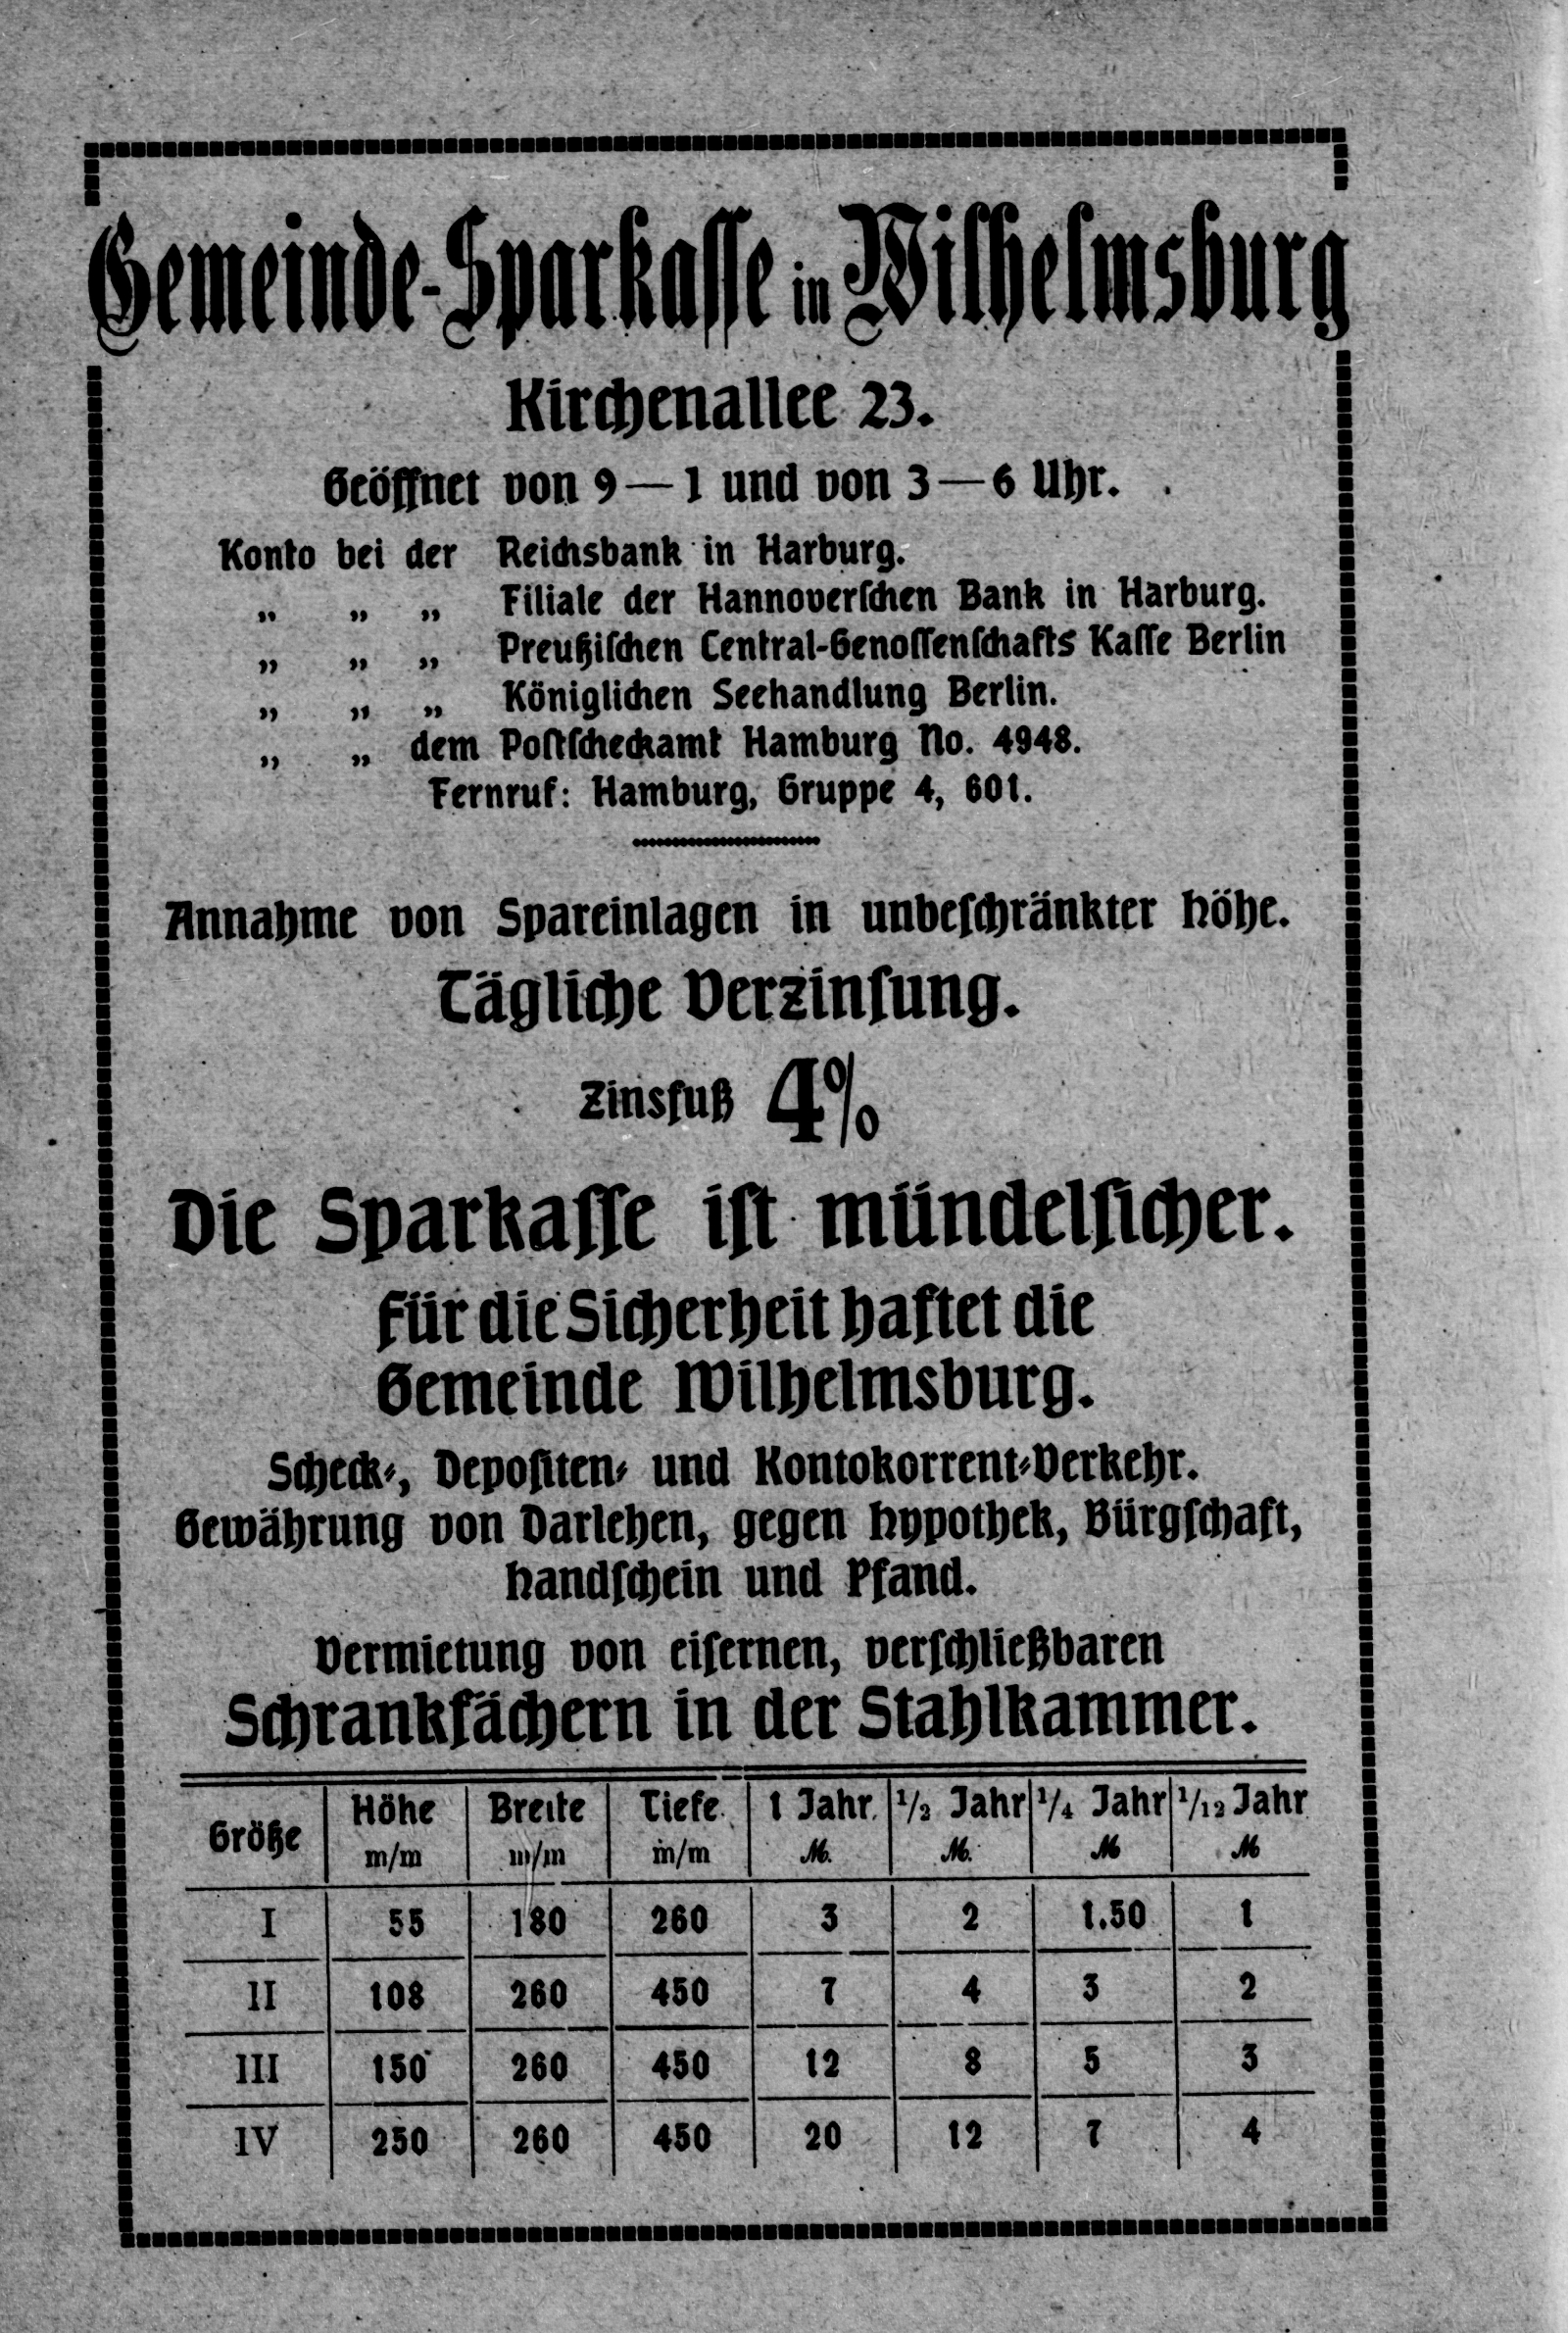 Gemeinde-Sparkasse in Wilhelmsburg
Kirchenallee 23.
Geöffnet von 9—1 und von 3—6 Uhr.
Konto bei der Reichsbank in Harburg.
„ „ „ Filiale der Hannoverschen Bank in Harburg.
„ „ „ Preußischen Central-Genossenschafts Kasse Berlin
„ „ „ Königlichen Seehandlung Berlin.
„ „ dem Postscheckamt Hamburg No. 4948.
Fernruf: Hamburg, Gruppe 4, 601.
Annahme von Spareinlagen in unbeschränkter Höhe.
Tägliche Verzinsung.
Zinsfuß 4%
Die Sparkasse ist mündelsicher.
Für die Sicherheit haftet die
Gemeinde Wilhelmsburg.
Scheck-, Depositen- und Kontokorrent-Verkehr.
Gewährung von Darlehen, gegen Hypothek, Bürgschaft,
Handschein und Pfand.
Vermietung von eisernen, verschließbaren
Schrankfächern in der Stahlkammer.
Größe Höhe m/m Breite m/m Tiefe m/m 1 Jahr M. 1/2 Jahr M. 1/4 Jahr M 1/12 Jahr M
I 55 180 260 3 2 1.50 1
II 108 260 450 7 4 3 2
III 150 260 450 12 8 5 3
IV 250 260 450 20 12 7 4